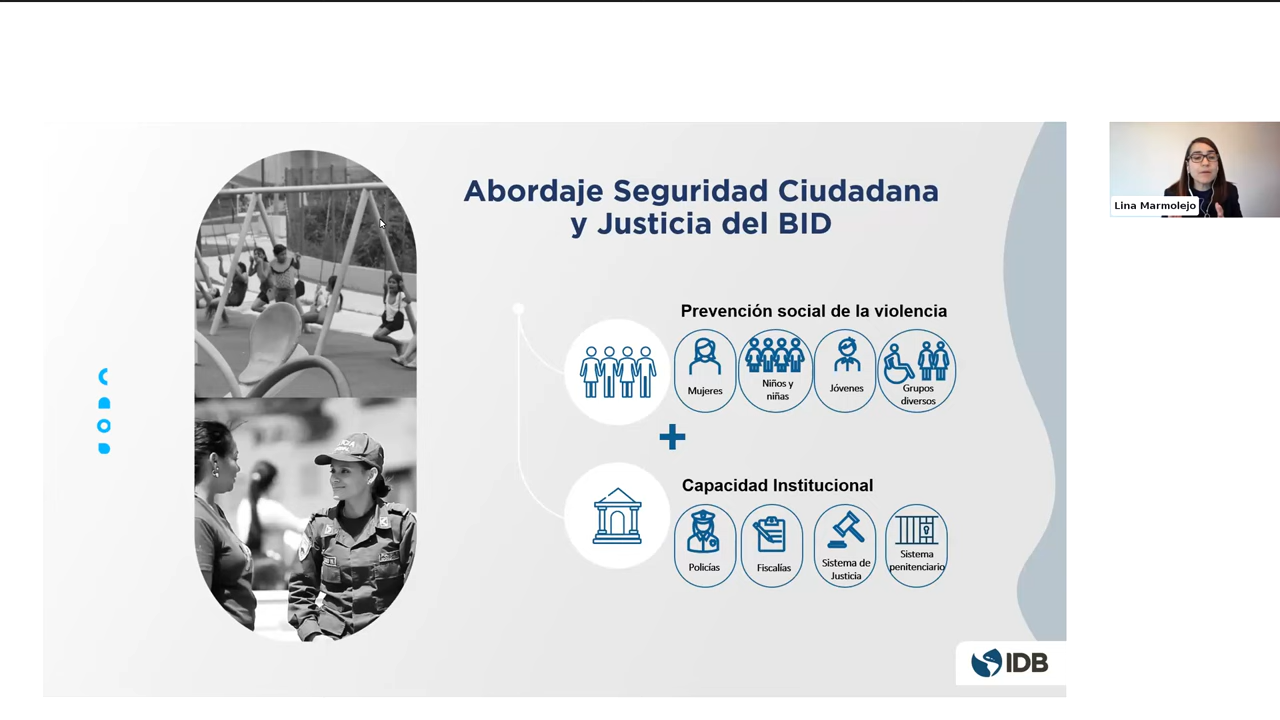 Abordaje Seguridad Ciudadana
y Justicia del BID
Prevención social de la violencia
Mujeres
Niños y
niñas
Jóvenes
Grupos
diversos
Capacidad Institucional
Policías
Fiscalías
Sistema de
Justicia
Sistema
penitenciario
IDB
Lina Marmolejo